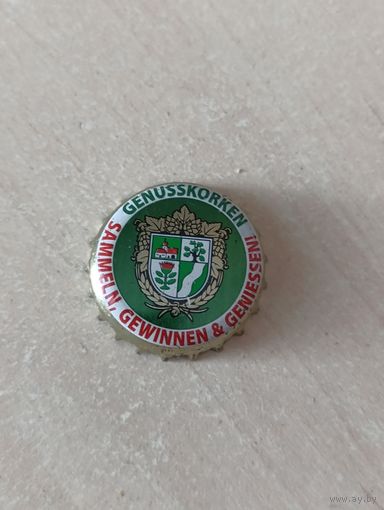 GENUSSKORKEN
SAMMELN, GEWINNEN & GENIESSEN!
www.ay.by